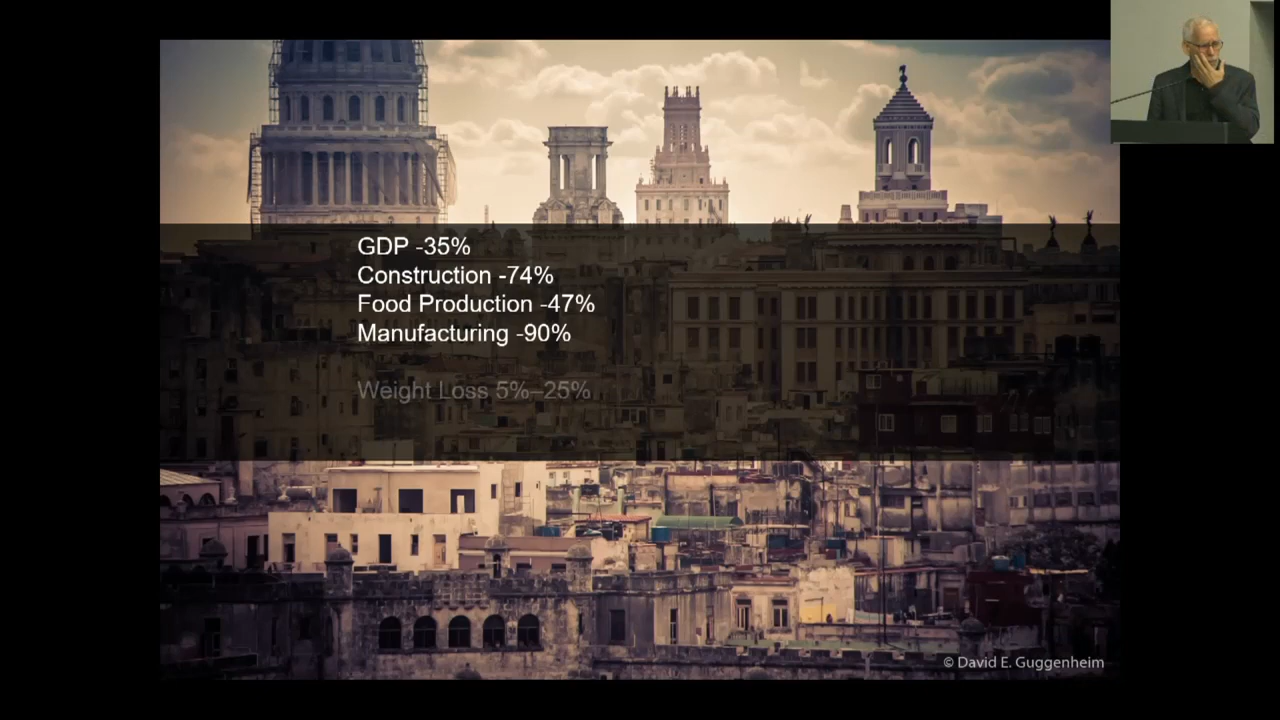 GDP -35%
Construction -74%
Food Production -47%
Manufacturing -90%
Weight Loss 5%–25%
© David E. Guggenheim